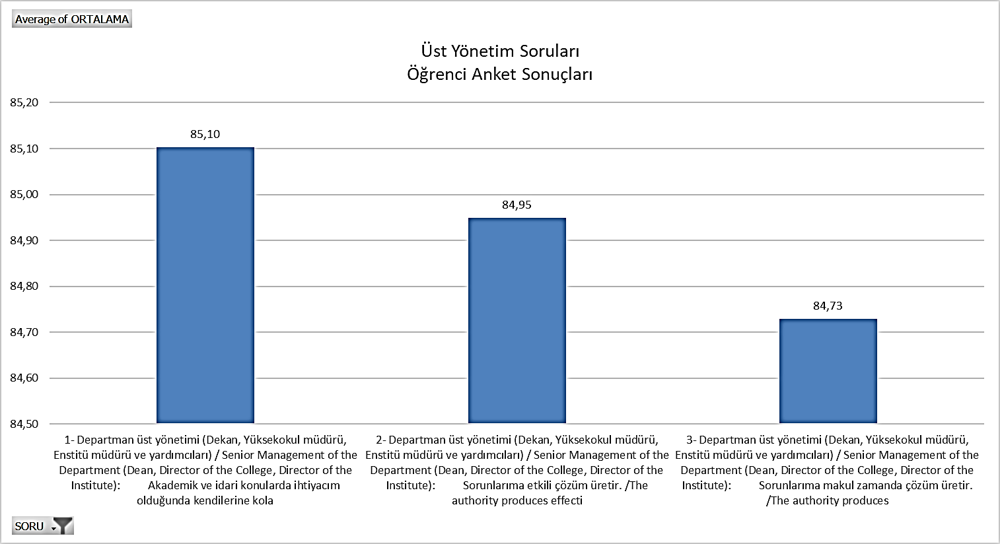 Average of ORTALAMA
Üst Yönetim Soruları
Öğrenci Anket Sonuçları
85,20
85,10
85,00
84,90
84,80
84,70
84,60
84,50
85,10
84,95
84,73
1- Departman üst yönetimi (Dekan, Yüksekokul müdürü,
Enstitü müdürü ve yardımcıları) / Senior Management of the
Department (Dean, Director of the College, Director of the
Institute): Akademik ve idari konularda ihtiyacım
olduğunda kendilerine kola
2- Departman üst yönetimi (Dekan, Yüksekokul müdürü,
Enstitü müdürü ve yardımcıları) / Senior Management of the
Department (Dean, Director of the College, Director of the
Institute): Sorunlarıma etkili çözüm üretir. /The
authority produces effecti
3- Departman üst yönetimi (Dekan, Yüksekokul müdürü,
Enstitü müdürü ve yardımcıları) / Senior Management of the
Department (Dean, Director of the College, Director of the
Institute): Sorunlarıma makul zamanda çözüm üretir.
/The authority produces
SORU